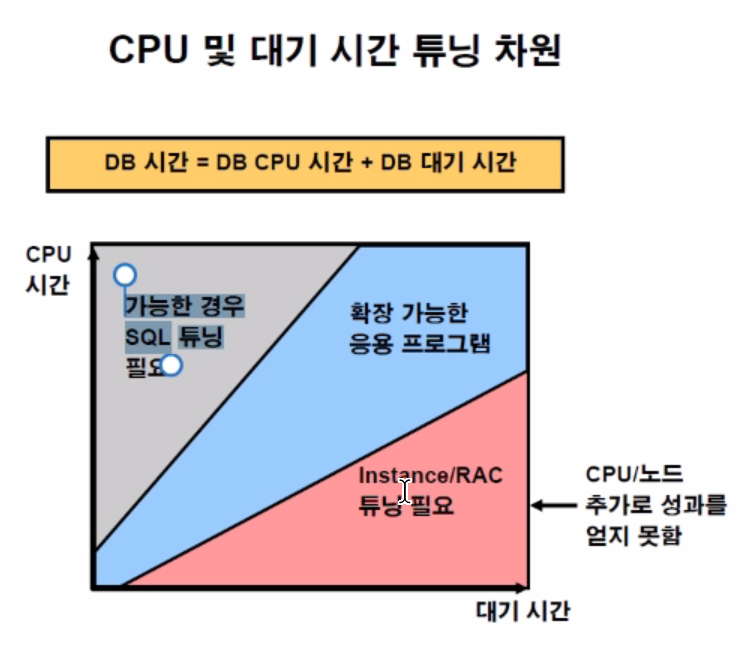 CPU 및 대기 시간 튜닝 차원
DB 시간 = DB CPU 시간 + DB 대기 시간
CPU
시간
가능한 경우
SQL 튜닝
필요
확장 가능한
응용 프로그램
Instance/RAC
튜닝 필요
CPU/노드
추가로 성과를
얻지 못함
대기 시간